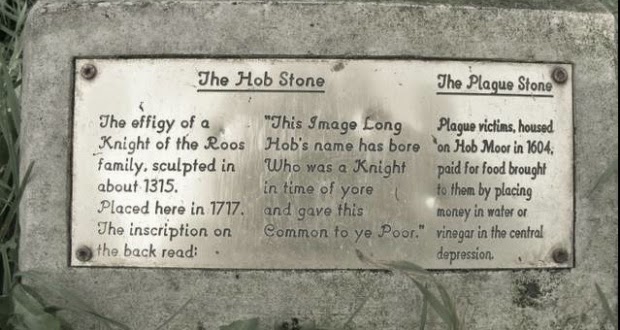 The Hob Stone
The effigy of a
Knight of the Roos
family, sculpted in
about 1315.
Placed here in 1717.
The inscription on
the back read:
"This Image Long
Hob's name has bore
Who was a Knight
in time of yore
and gave this
Common to ye Poor."
The Plague Stone
Plague victims, housed
on Hob Moor in 1604,
paid for food brought
to them by placing
money in water or
vinegar in the central
depression.